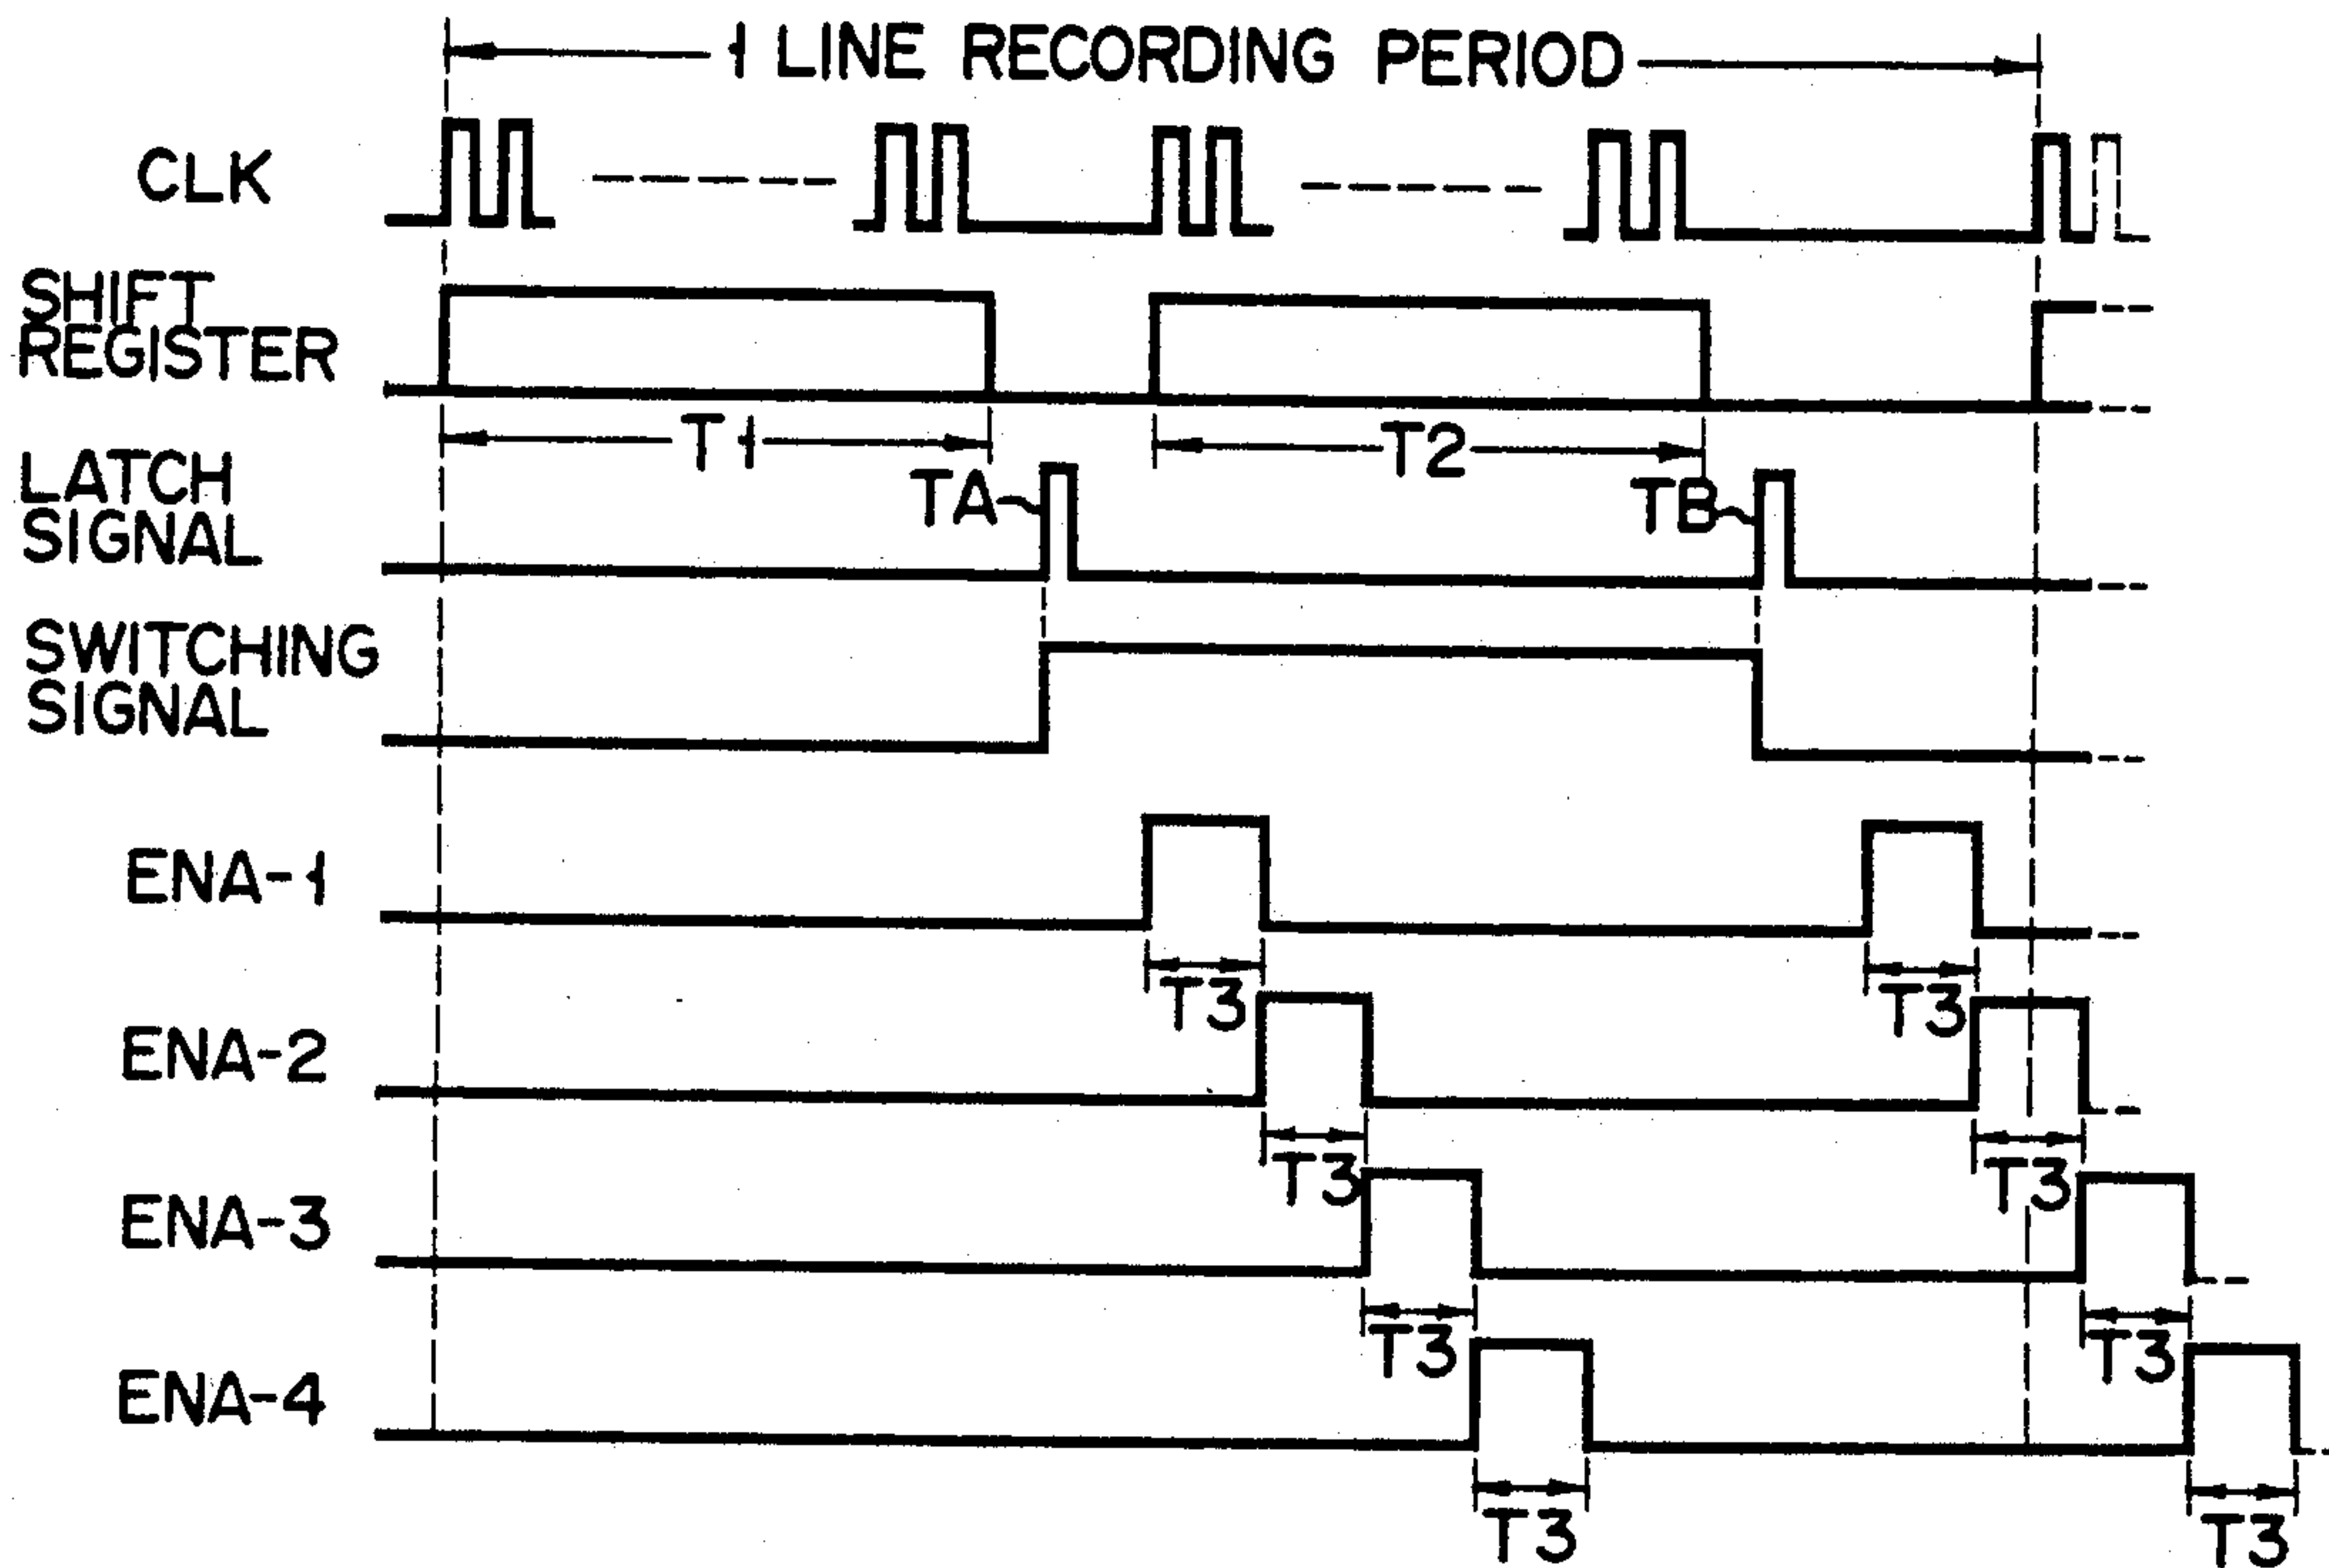 1 LINE RECORDING PERIOD
CLK
SHIFT
REGISTER
T1
T2
LATCH
SIGNAL
TA
TB
SWITCHING
SIGNAL
ENA-1
T3
T3
ENA-2
T3
T3
ENA-3
T3
T3
ENA-4
T3
T3